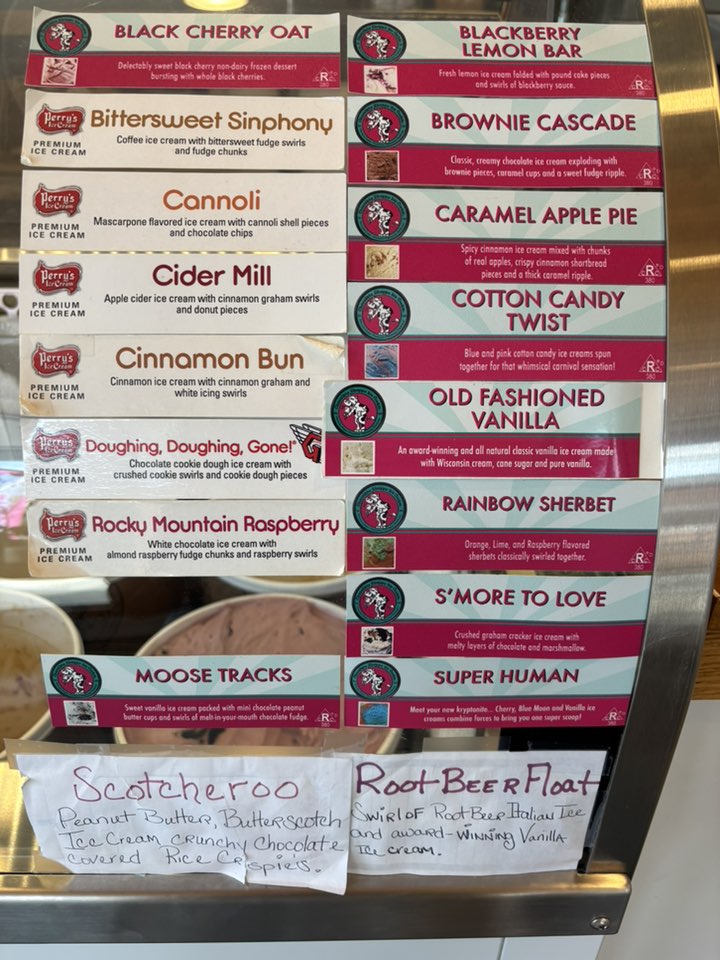 BLACK CHERRY OAT
Delectably sweet black cherry non-dairy frozen dessert
bursting with whole black cherries.
R
380
Perry's
Ice Cream
PREMIUM
ICE CREAM
Bittersweet Sinphony
Coffee ice cream with bittersweet fudge swirls
and fudge chunks
Perry's
Ice Cream
PREMIUM
ICE CREAM
Cannoli
Mascarpone flavored ice cream with cannoli shell pieces
and chocolate chips
Perry's
Ice Cream
PREMIUM
ICE CREAM
Cider Mill
Apple cider ice cream with cinnamon graham swirls
and donut pieces
Perry's
Ice Cream
PREMIUM
ICE CREAM
Cinnamon Bun
Cinnamon ice cream with cinnamon graham and
white icing swirls
Perry's
Ice Cream
PREMIUM
ICE CREAM
Doughing, Doughing, Gone!®
Chocolate cookie dough ice cream with
crushed cookie swirls and cookie dough pieces
Perry's
Ice Cream
PREMIUM
ICE CREAM
Rocky Mountain Raspberry
White chocolate ice cream with
almond raspberry fudge chunks and raspberry swirls
MOOSE TRACKS
Sweet vanilla ice cream packed with mini chocolate peanut
butter cups and swirls of melt-in-your-mouth chocolate fudge.
R
380
Scotcheroo
Peanut Butter, Butterscotch
Ice Cream crunchy Chocolate
covered Rice Crispie's.
BLACKBERRY
LEMON BAR
Fresh lemon ice cream folded with pound cake pieces
and swirls of blackberry sauce.
R
380
BROWNIE CASCADE
Classic, creamy chocolate ice cream exploding with
brownie pieces, caramel cups and a sweet fudge ripple.
R
380
CARAMEL APPLE PIE
Spicy cinnamon ice cream mixed with chunks
of real apples, crispy cinnamon shortbread
pieces and a thick caramel ripple.
R
380
COTTON CANDY
TWIST
Blue and pink cotton candy ice creams spun
together for that whimsical carnival sensation!
R
380
OLD FASHIONED
VANILLA
An award-winning and all natural classic vanilla ice cream made
with Wisconsin cream, cane sugar and pure vanilla.
RAINBOW SHERBET
Orange, Lime, and Raspberry flavored
sherbets classically swirled together.
R
380
S'MORE TO LOVE
Crushed graham cracker ice cream with
melty layers of chocolate and marshmallow.
SUPER HUMAN
Meet your new kryptonite... Cherry, Blue Moon and Vanilla ice
creams combine forces to bring you one super scoop!
R
380
Root Beer Float
Swirl of Root Beer Italian Ice
and award-winning Vanilla
Ice cream.